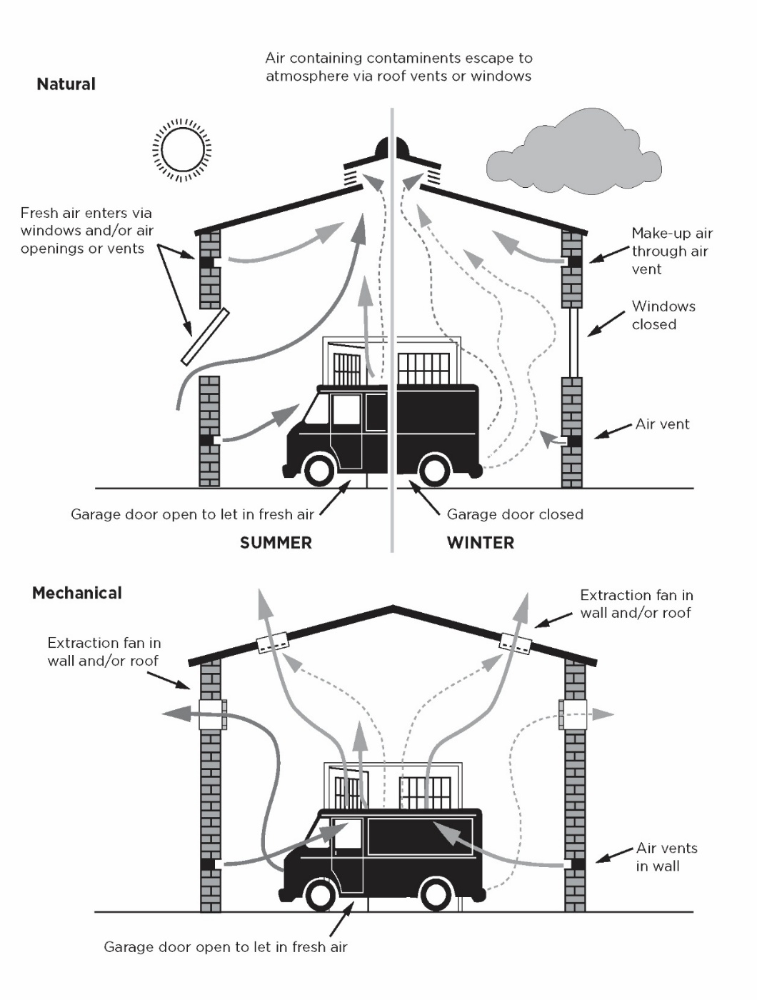 Air containing contaminents escape to
atmosphere via roof vents or windows
Natural
Fresh air enters via
windows and/or air
openings or vents
Make-up air
through air
vent
Windows
closed
Air vent
Garage door open to let in fresh air
Garage door closed
SUMMER
WINTER
Mechanical
Extraction fan in
wall and/or roof
Extraction fan in
wall and/or roof
Air vents
in wall
Garage door open to let in fresh air